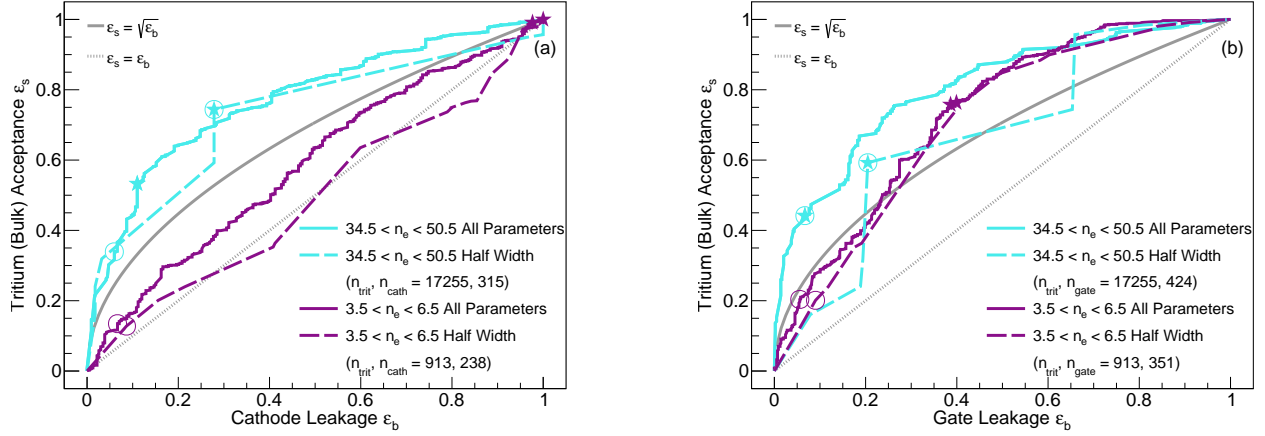 Tritium (Bulk) Acceptance ε_s
1
0.8
0.6
0.4
0.2
0
ε_s = √ε_b
ε_s = ε_b
(a)
34.5 < n_e < 50.5 All Parameters
34.5 < n_e < 50.5 Half Width
(n_trit, n_cath = 17255, 315)
3.5 < n_e < 6.5 All Parameters
3.5 < n_e < 6.5 Half Width
(n_trit, n_cath = 913, 238)
0 0.2 0.4 0.6 0.8 1
Cathode Leakage ε_b
Tritium (Bulk) Acceptance ε_s
1
0.8
0.6
0.4
0.2
0
ε_s = √ε_b
ε_s = ε_b
(b)
34.5 < n_e < 50.5 All Parameters
34.5 < n_e < 50.5 Half Width
(n_trit, n_gate = 17255, 424)
3.5 < n_e < 6.5 All Parameters
3.5 < n_e < 6.5 Half Width
(n_trit, n_gate = 913, 351)
0 0.2 0.4 0.6 0.8 1
Gate Leakage ε_b